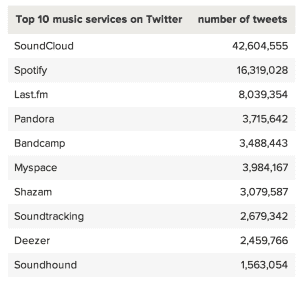 Top 10 music services on Twitter number of tweets
SoundCloud 42,604,555
Spotify 16,319,028
Last.fm 8,039,354
Pandora 3,715,642
Bandcamp 3,488,443
Myspace 3,984,167
Shazam 3,079,587
Soundtracking 2,679,342
Deezer 2,459,766
Soundhound 1,563,054